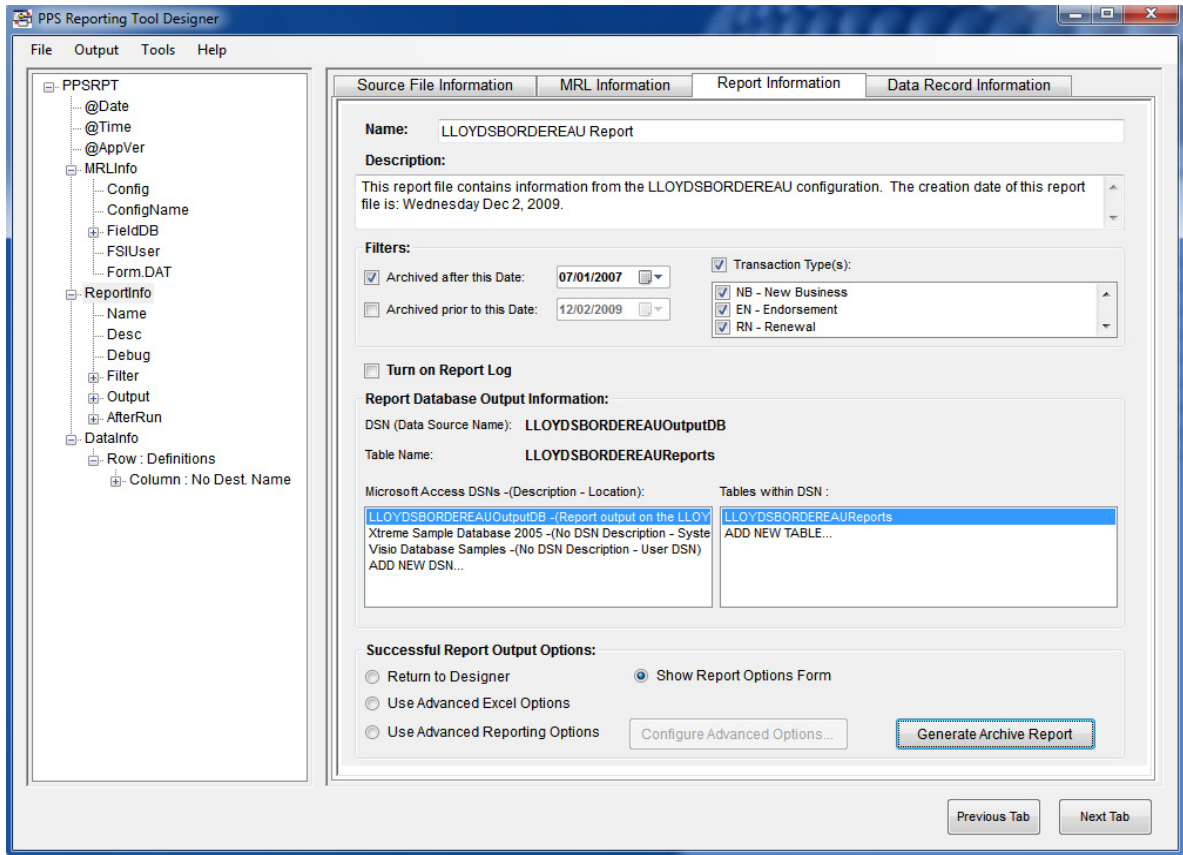 PPS Reporting Tool Designer
File Output Tools Help
PPSRPT
@Date
@Time
@AppVer
MRLInfo
Config
ConfigName
FieldDB
FSIUser
Form.DAT
ReportInfo
Name
Desc
Debug
Filter
Output
AfterRun
DataInfo
Row : Definitions
Column : No Dest. Name
Source File Information MRL Information Report Information Data Record Information
Name: LLOYDSBORDEREAU Report
Description:
This report file contains information from the LLOYDSBORDEREAU configuration. The creation date of this report
file is: Wednesday Dec 2, 2009.
Filters:
Archived after this Date: 07/01/2007
Archived prior to this Date: 12/02/2009
Transaction Type(s):
NB - New Business
EN - Endorsement
RN - Renewal
Turn on Report Log
Report Database Output Information:
DSN (Data Source Name): LLOYDSBORDEREAUOutputDB
Table Name: LLOYDSBORDEREAUReports
Microsoft Access DSNs -(Description - Location):
LLOYDSBORDEREAUOutputDB -(Report output on the LLOY
Xtreme Sample Database 2005 -(No DSN Description - Syste
Visio Database Samples -(No DSN Description - User DSN)
ADD NEW DSN...
Tables within DSN :
LLOYDSBORDEREAUReports
ADD NEW TABLE...
Successful Report Output Options:
Return to Designer Show Report Options Form
Use Advanced Excel Options
Use Advanced Reporting Options Configure Advanced Options... Generate Archive Report
Previous Tab Next Tab